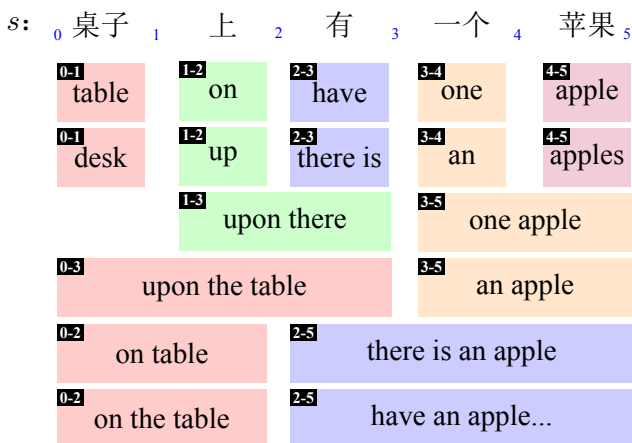 s: 0 桌子 1 上 2 有 3 一个 4 苹果 5
0-1 table 1-2 on 2-3 have 3-4 one 4-5 apple
0-1 desk 1-2 up 2-3 there is 3-4 an 4-5 apples
1-3 upon there 3-5 one apple
0-3 upon the table 3-5 an apple
0-2 on table 2-5 there is an apple
0-2 on the table 2-5 have an apple...